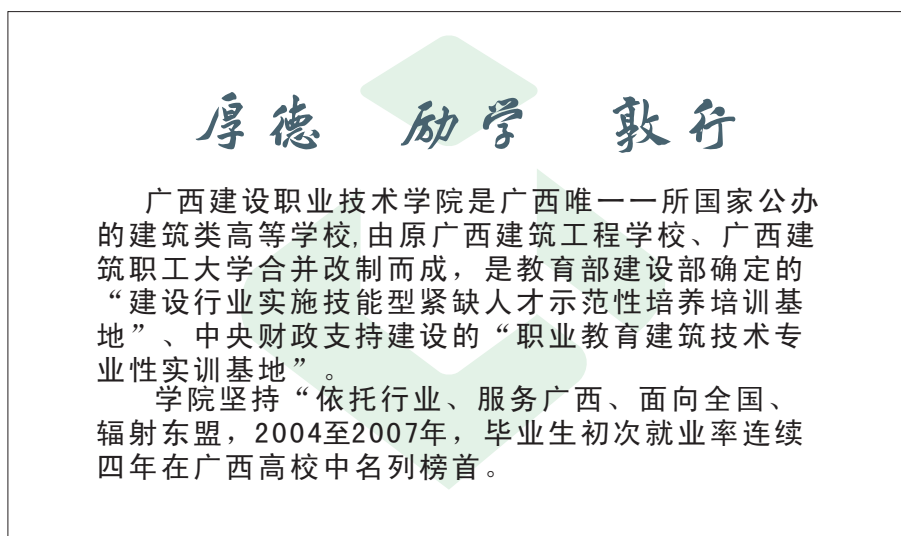 厚德 励学 敦行
广西建设职业技术学院是广西唯一一所国家公办
的建筑类高等学校,由原广西建筑工程学校、广西建
筑职工大学合并改制而成，是教育部建设部确定的
“建设行业实施技能型紧缺人才示范性培养培训基
地”、中央财政支持建设的“职业教育建筑技术专
业性实训基地”。
学院坚持“依托行业、服务广西、面向全国、
辐射东盟，2004至2007年，毕业生初次就业率连续
四年在广西高校中名列榜首。